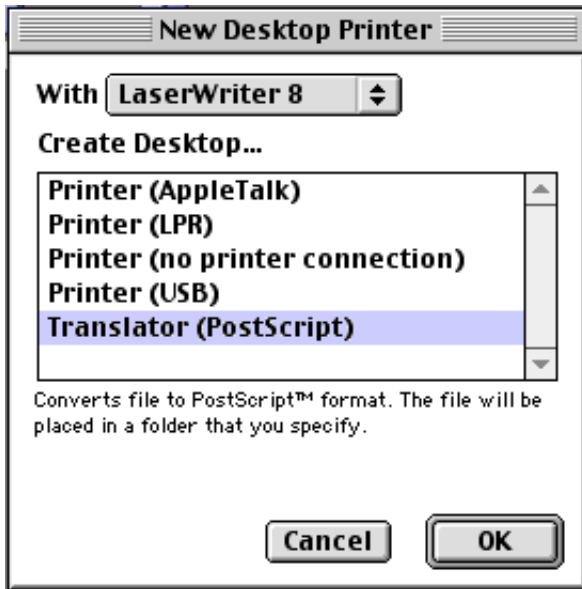 New Desktop Printer
With LaserWriter 8
Create Desktop...
Printer (AppleTalk)
Printer (LPR)
Printer (no printer connection)
Printer (USB)
Translator (PostScript)
Converts file to PostScript™ format. The file will be
placed in a folder that you specify.
Cancel OK